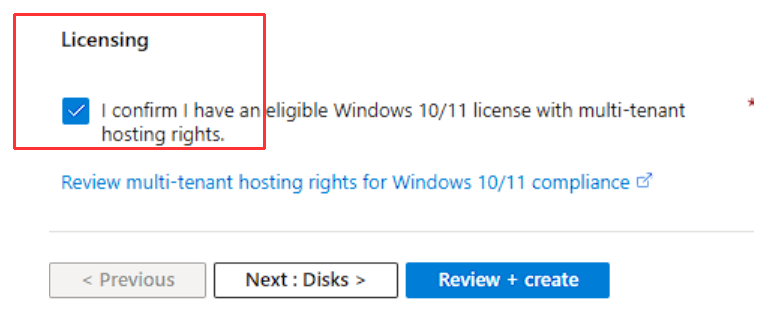 Licensing
I confirm I have an eligible Windows 10/11 license with multi-tenant
hosting rights.
*
Review multi-tenant hosting rights for Windows 10/11 compliance
< Previous
Next : Disks >
Review + create